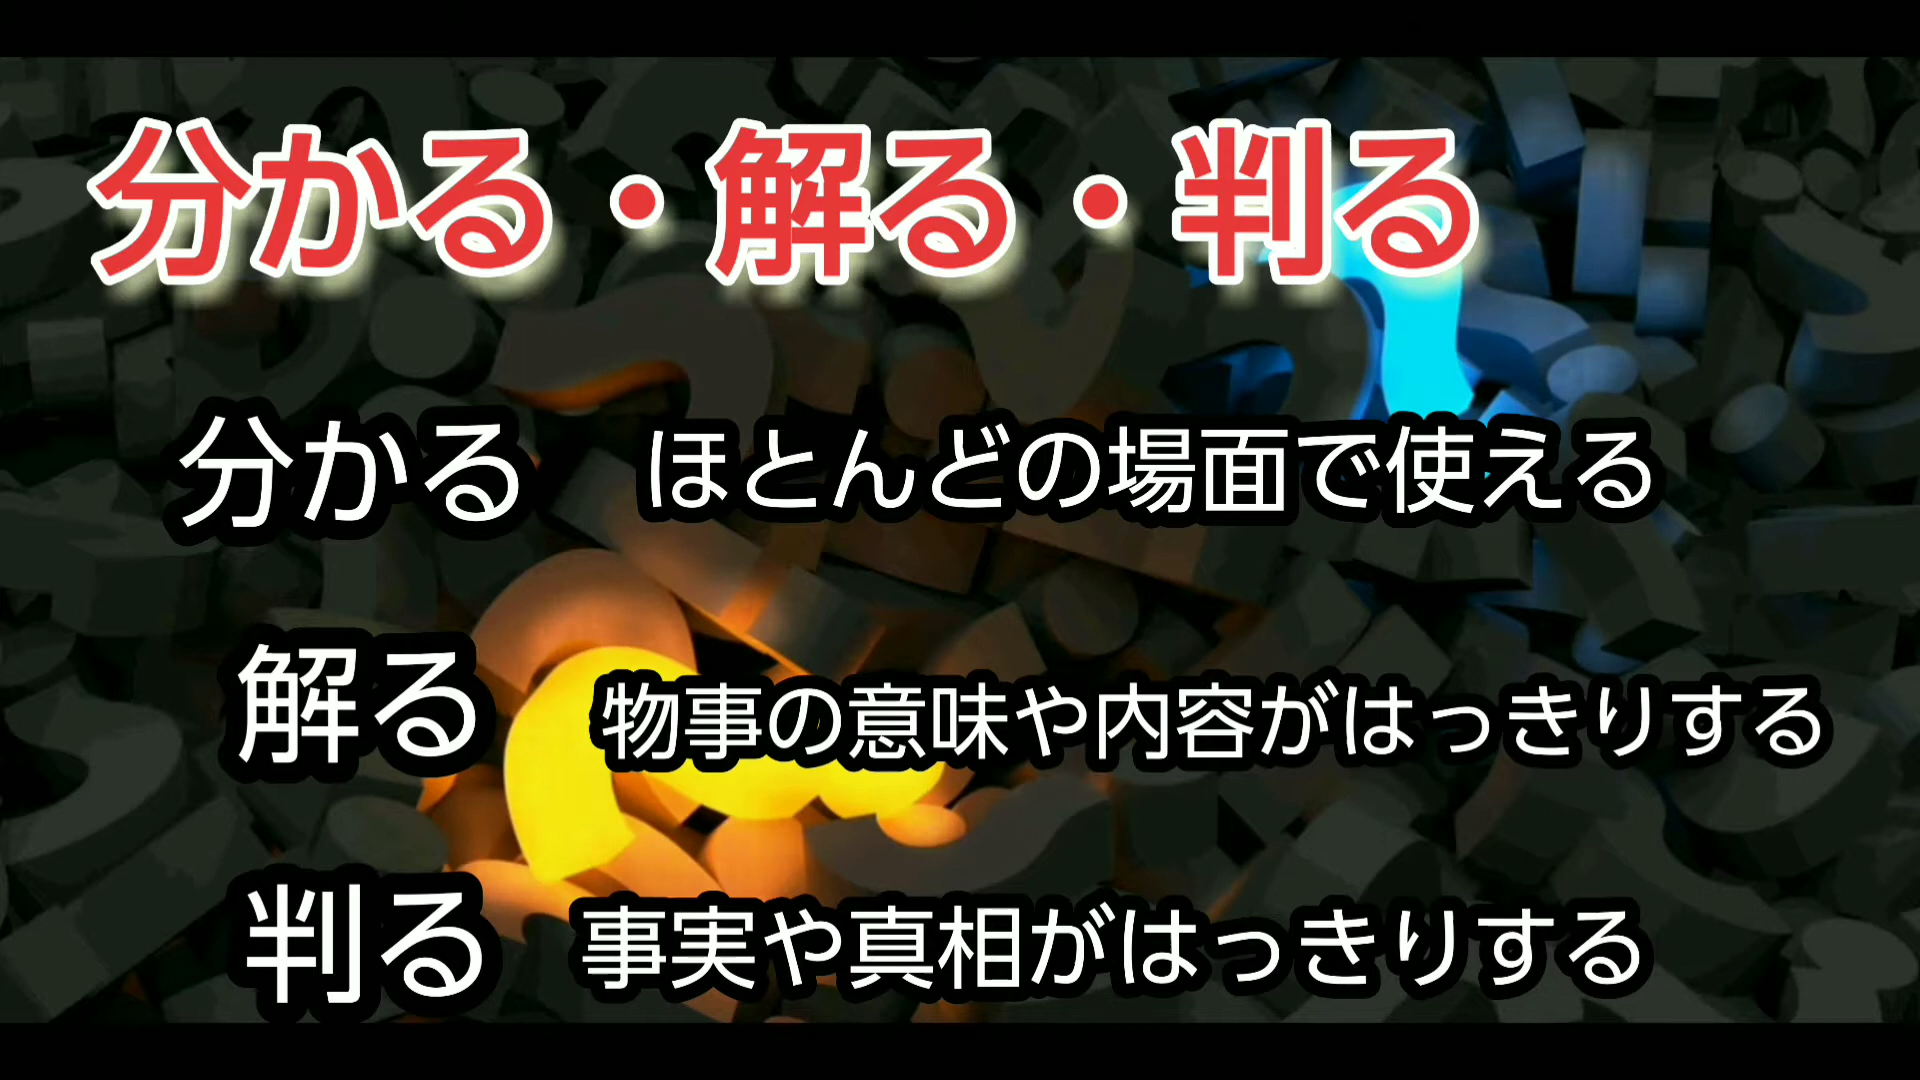 分かる・解る・判る
分かる ほとんどの場面で使える
解る 物事の意味や内容がはっきりする
判る 事実や真相がはっきりする